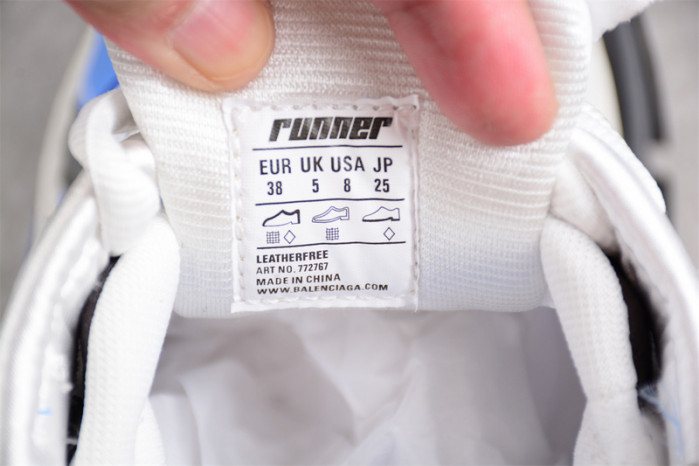 runner
EUR UK USA JP
38 5 8 25
LEATHERFREE
ART NO. 772767
MADE IN CHINA
WWW.BALENCIAGA.COM